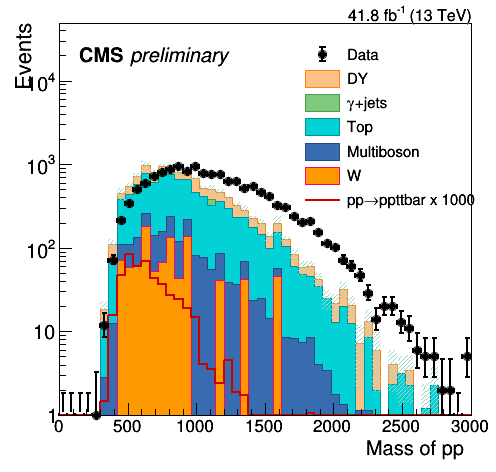 41.8 fb⁻¹ (13 TeV)
Events
CMS preliminary
Data
DY
γ+jets
Top
Multiboson
W
pp→ppttbar x 1000
10⁴
10³
10²
10
1
0 500 1000 1500 2000 2500 3000
Mass of pp